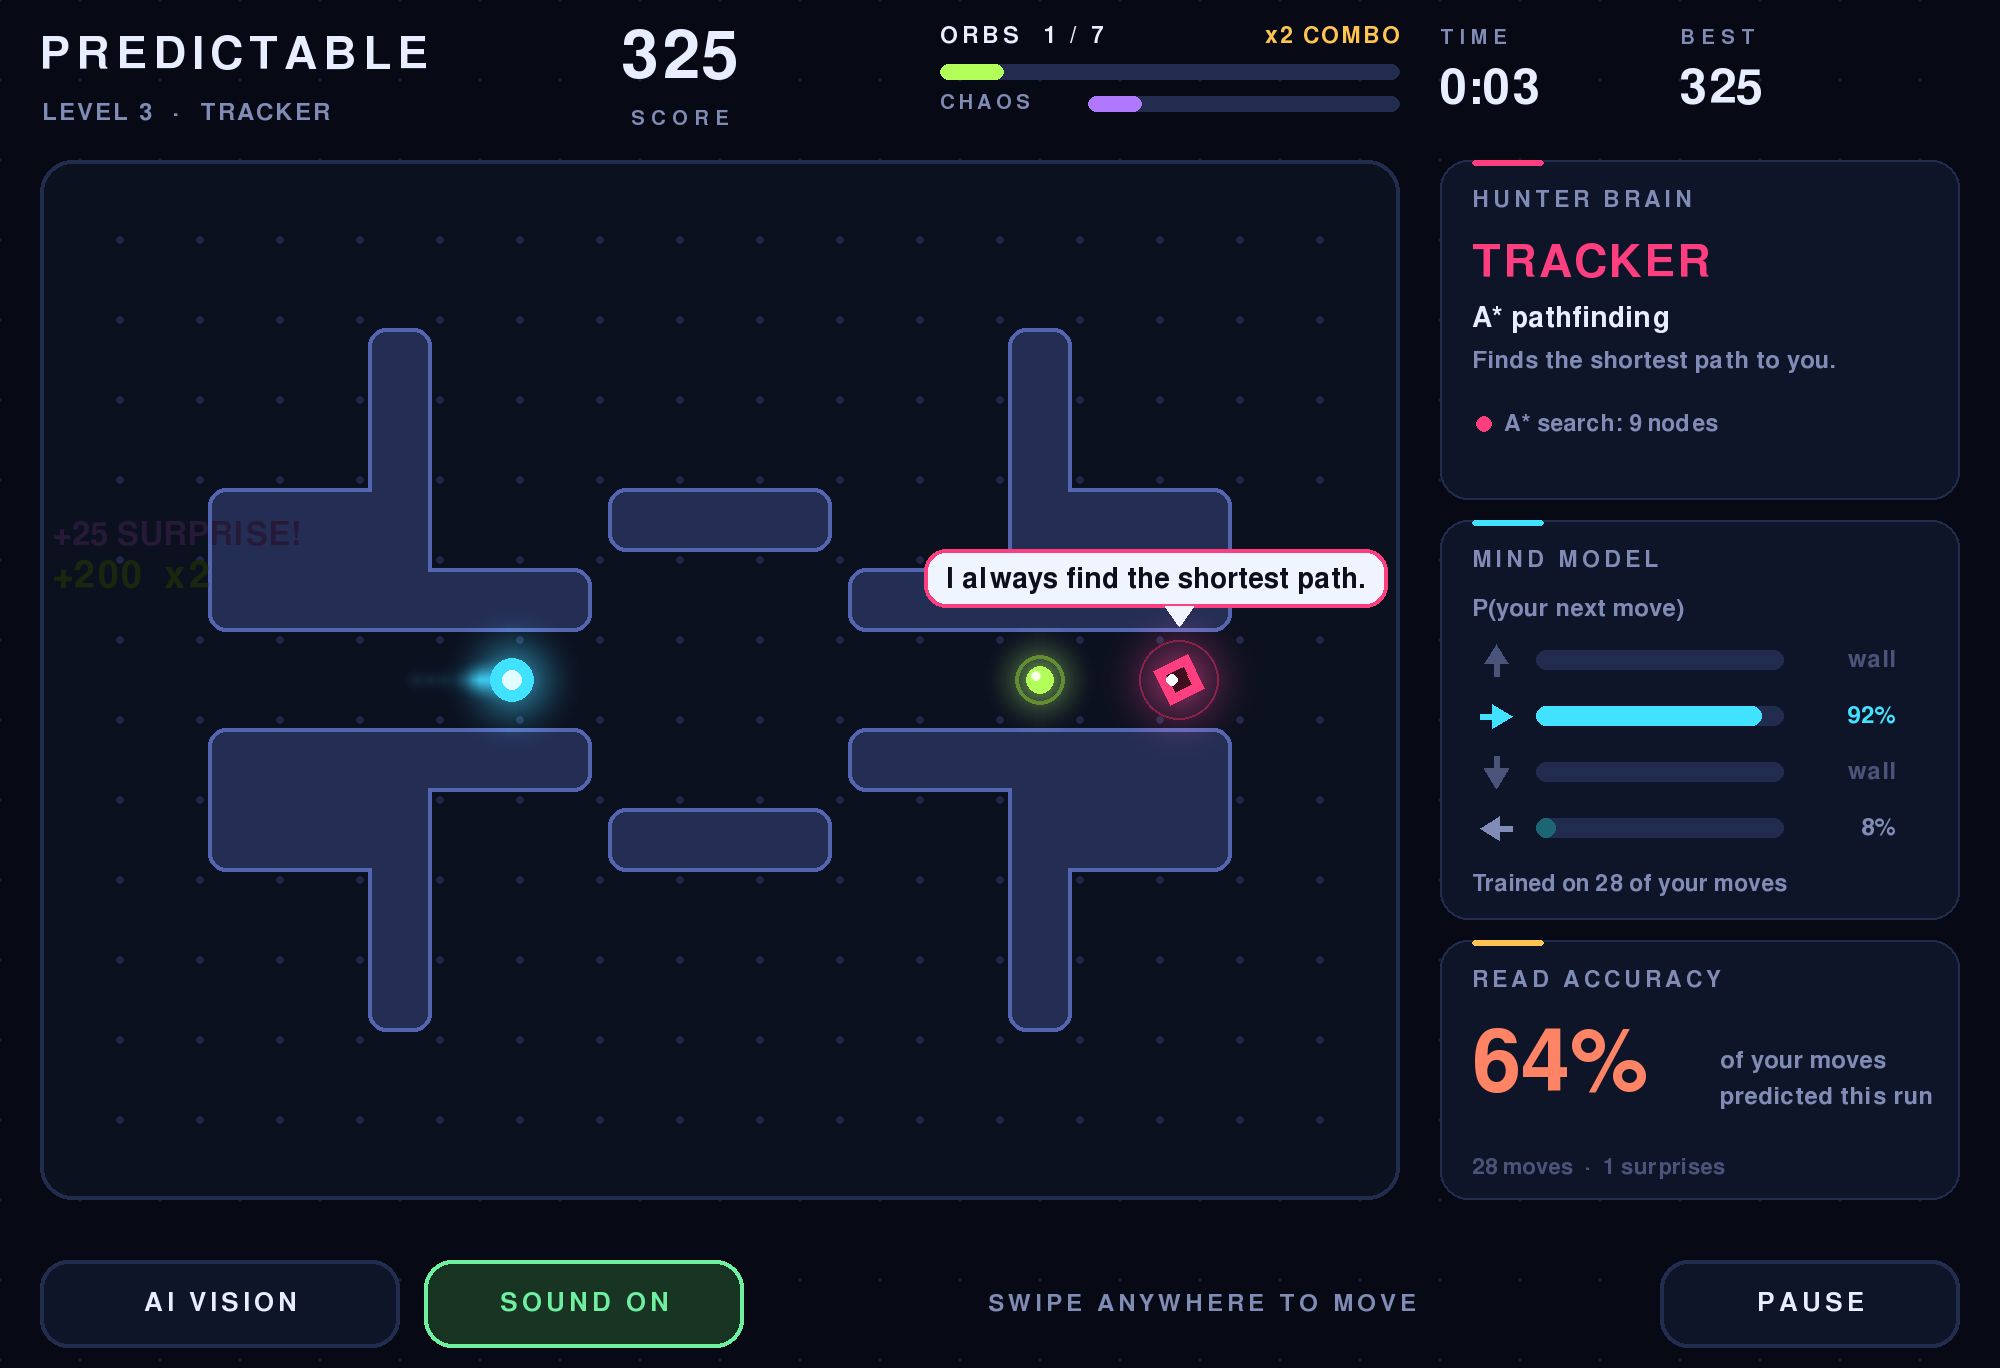 PREDICTABLE
LEVEL 3 · TRACKER
325
SCORE
ORBS 1 / 7
x2 COMBO
CHAOS
TIME
0:03
BEST
325
+25 SURPRISE!
+200 x2
I always find the shortest path.
HUNTER BRAIN
TRACKER
A* pathfinding
Finds the shortest path to you.
A* search: 9 nodes
MIND MODEL
P(your next move)
wall
92%
wall
8%
Trained on 28 of your moves
READ ACCURACY
64%
of your moves
predicted this run
28 moves · 1 surprises
AI VISION
SOUND ON
SWIPE ANYWHERE TO MOVE
PAUSE